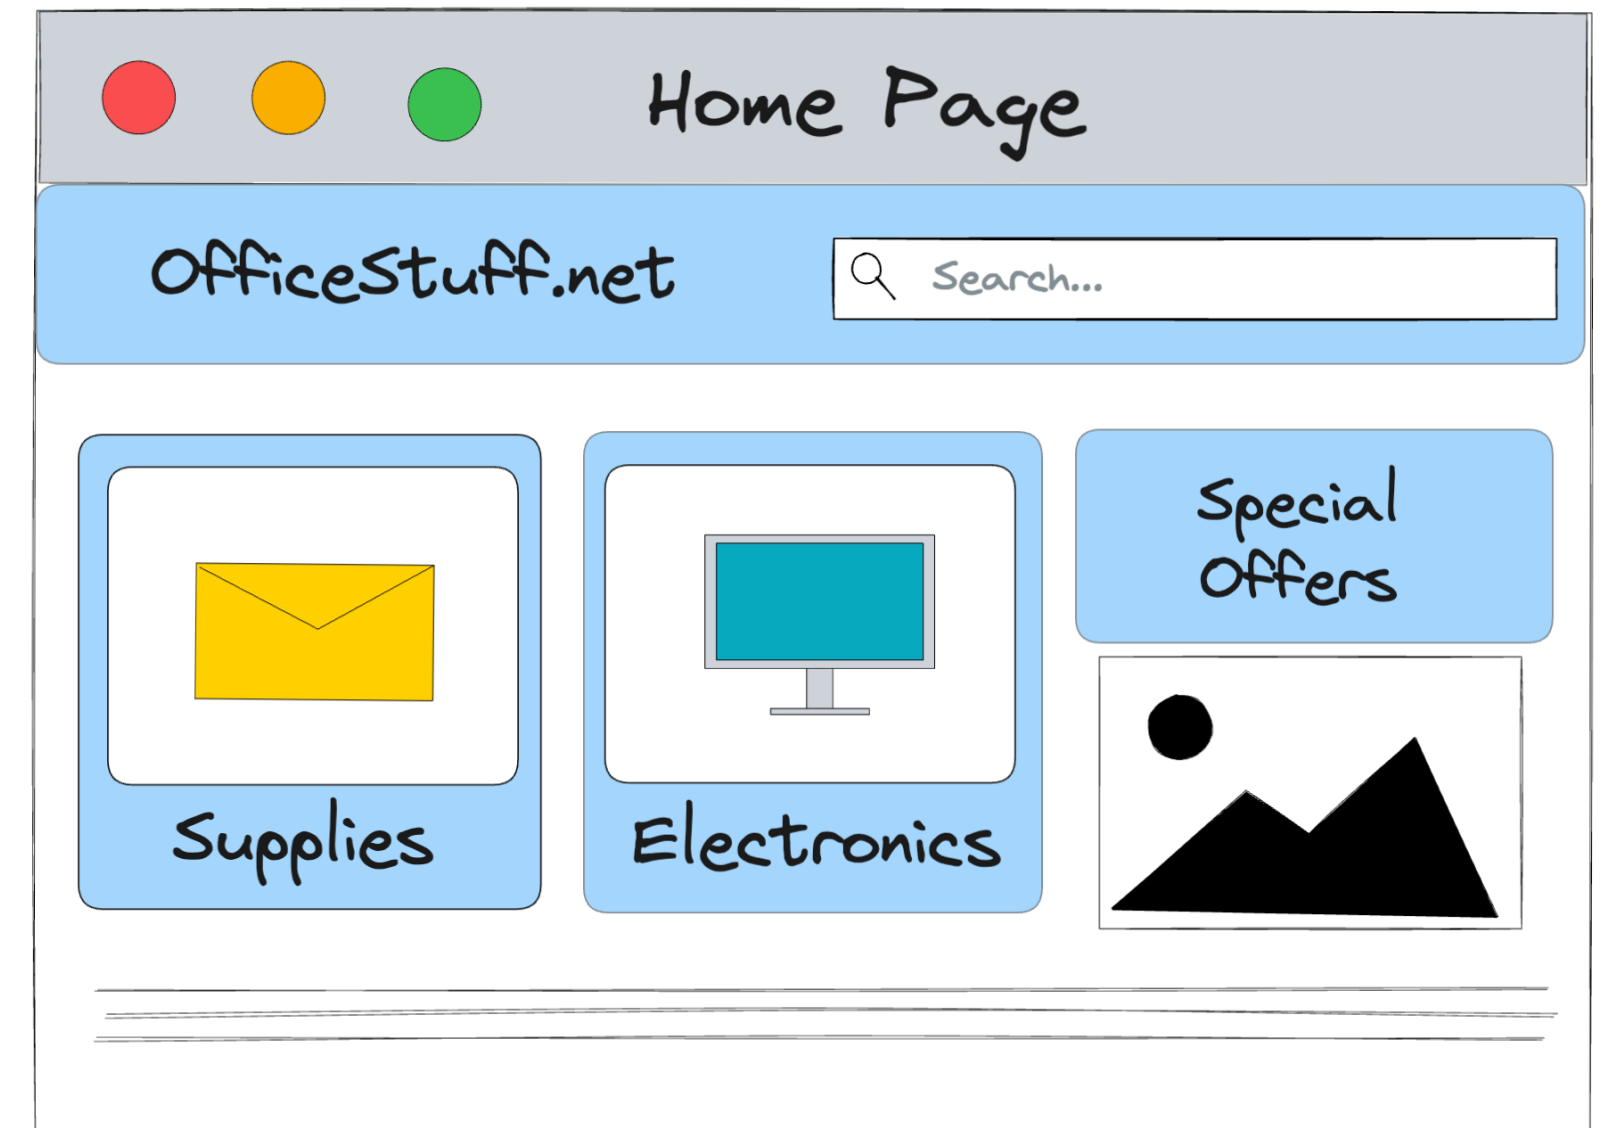 Home Page
OfficeStuff.net
Search...
Special
Offers
Supplies
Electronics